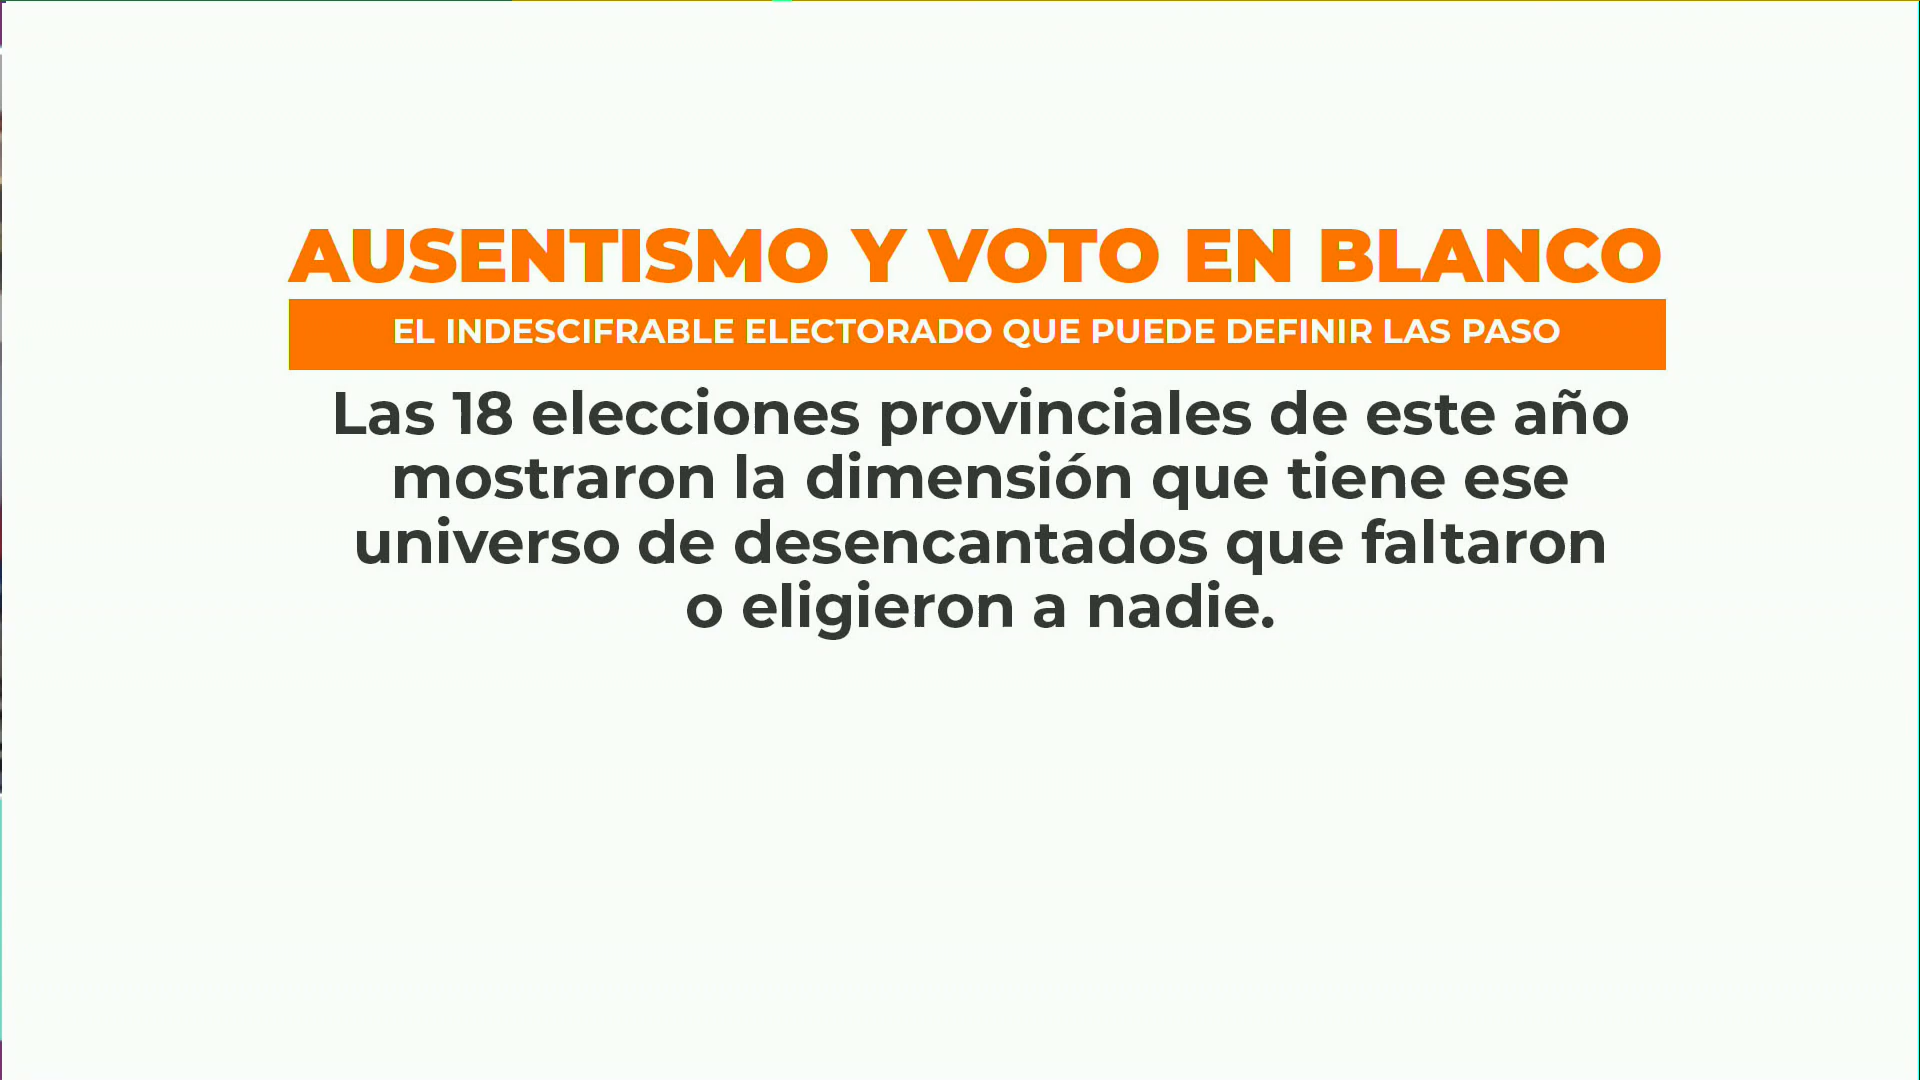 AUSENTISMO Y VOTO EN BLANCO
EL INDESCIFRABLE ELECTORADO QUE PUEDE DEFINIR LAS PASO
Las 18 elecciones provinciales de este año
mostraron la dimensión que tiene ese
universo de desencantados que faltaron
o eligieron a nadie.